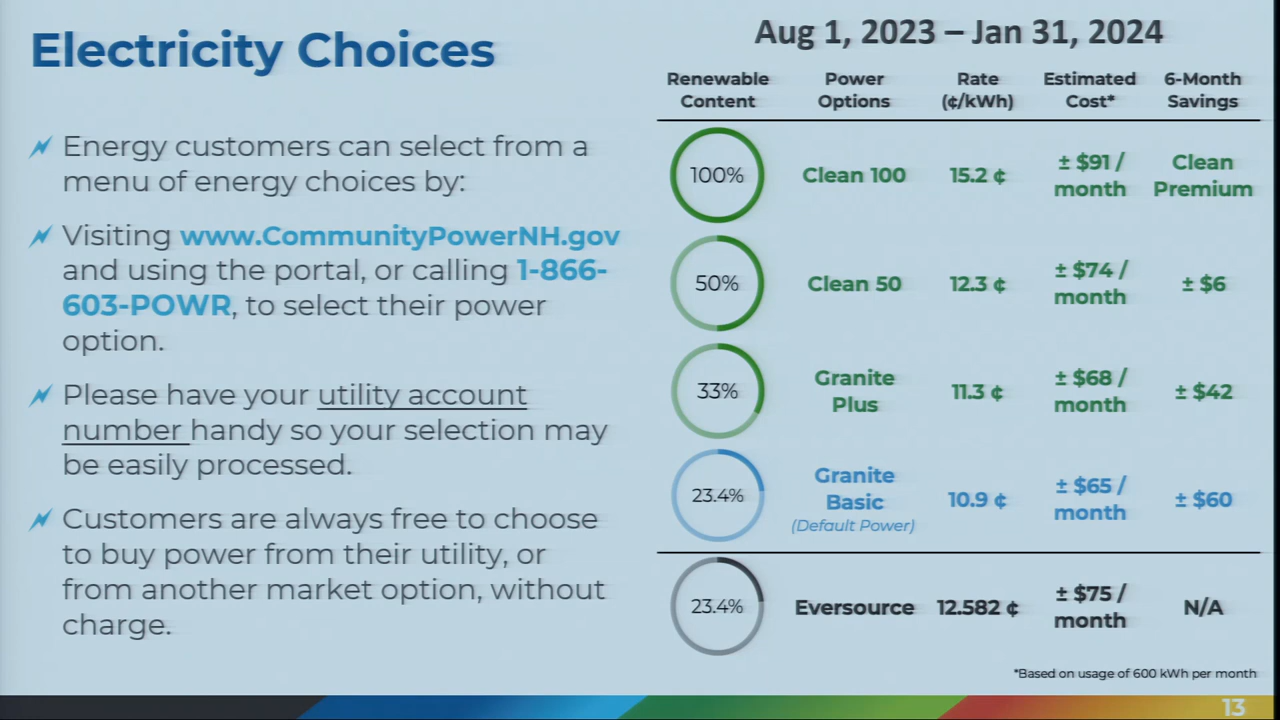 Electricity Choices
Energy customers can select from a
menu of energy choices by:
Visiting www.CommunityPowerNH.gov
and using the portal, or calling 1-866-
603-POWR, to select their power
option.
Please have your utility account
number handy so your selection may
be easily processed.
Customers are always free to choose
to buy power from their utility, or
from another market option, without
charge.
Aug 1, 2023 – Jan 31, 2024
Renewable Content Power Options Rate (¢/kWh) Estimated Cost* 6-Month Savings
100% Clean 100 15.2 ¢ ± $91 / month Clean Premium
50% Clean 50 12.3 ¢ ± $74 / month ± $6
33% Granite Plus 11.3 ¢ ± $68 / month ± $42
23.4% Granite Basic (Default Power) 10.9 ¢ ± $65 / month ± $60
23.4% Eversource 12.582 ¢ ± $75 / month N/A
*Based on usage of 600 kWh per month
13